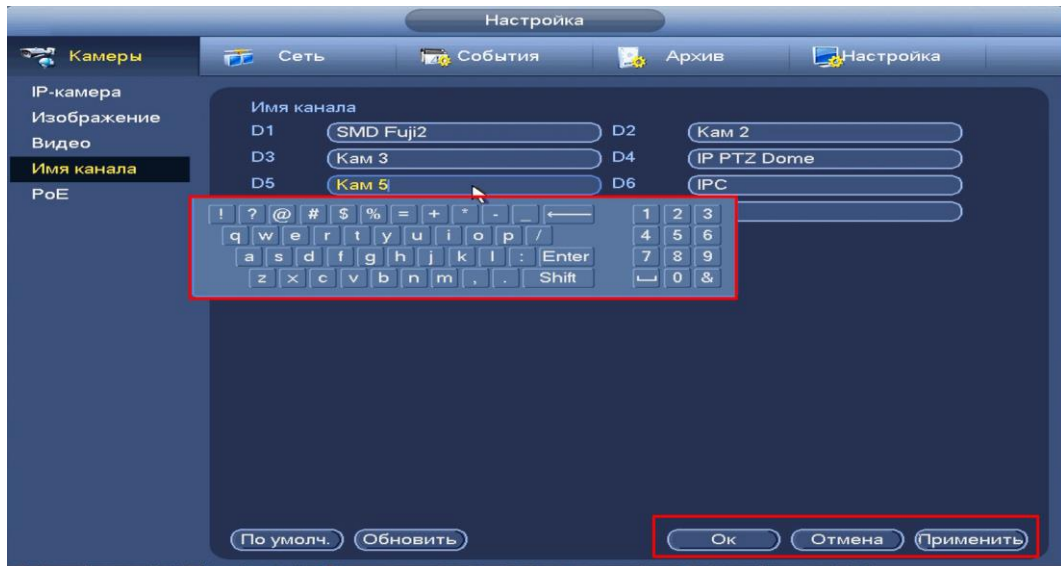 Настройка
Камеры Сеть События Архив Настройка
IP-камера
Изображение
Видео
Имя канала
PoE
Имя канала
D1 SMD Fuji2 D2 Кам 2
D3 Кам 3 D4 IP PTZ Dome
D5 Кам 5 D6 IPC
! ? @ # $ % = + * - _ 1 2 3
q w e r t y u i o p / 4 5 6
a s d f g h j k l : Enter 7 8 9
z x c v b n m , . Shift 0 &
По умолч. Обновить Ок Отмена Применить